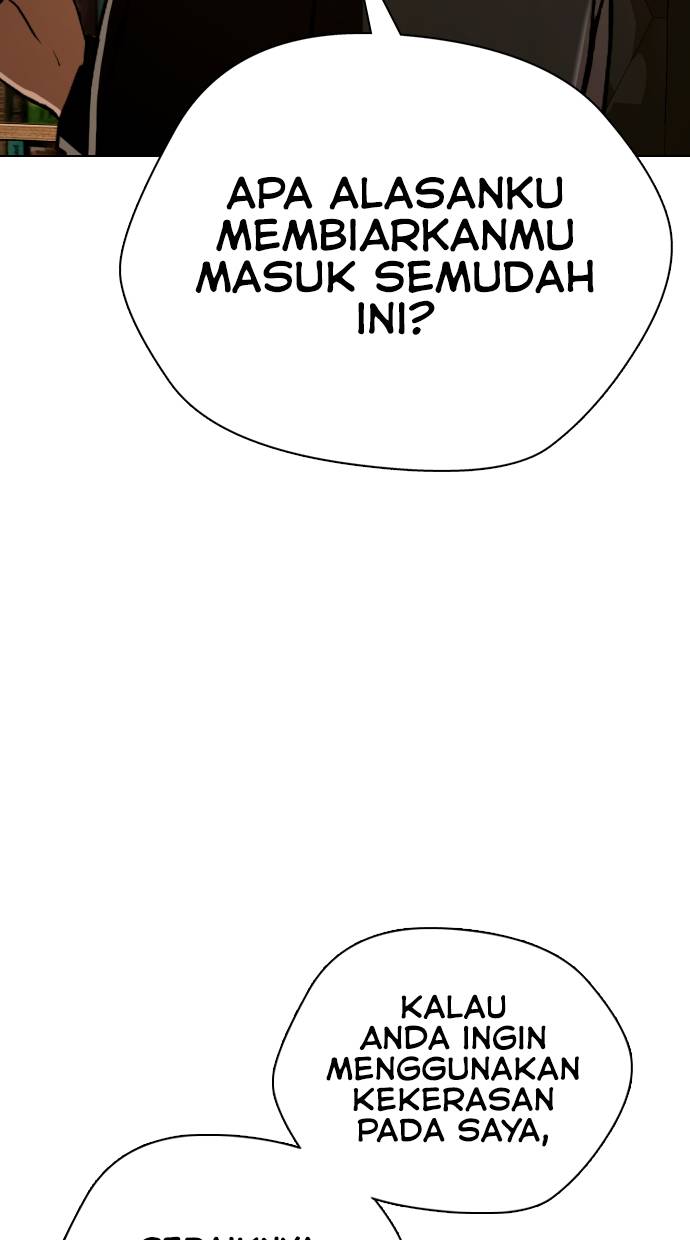 APA ALASANKU
MEMBIARKANMU
MASUK SEMUDAH
INI?
KALAU
ANDA INGIN
MENGGUNAKAN
KEKERASAN
PADA SAYA,